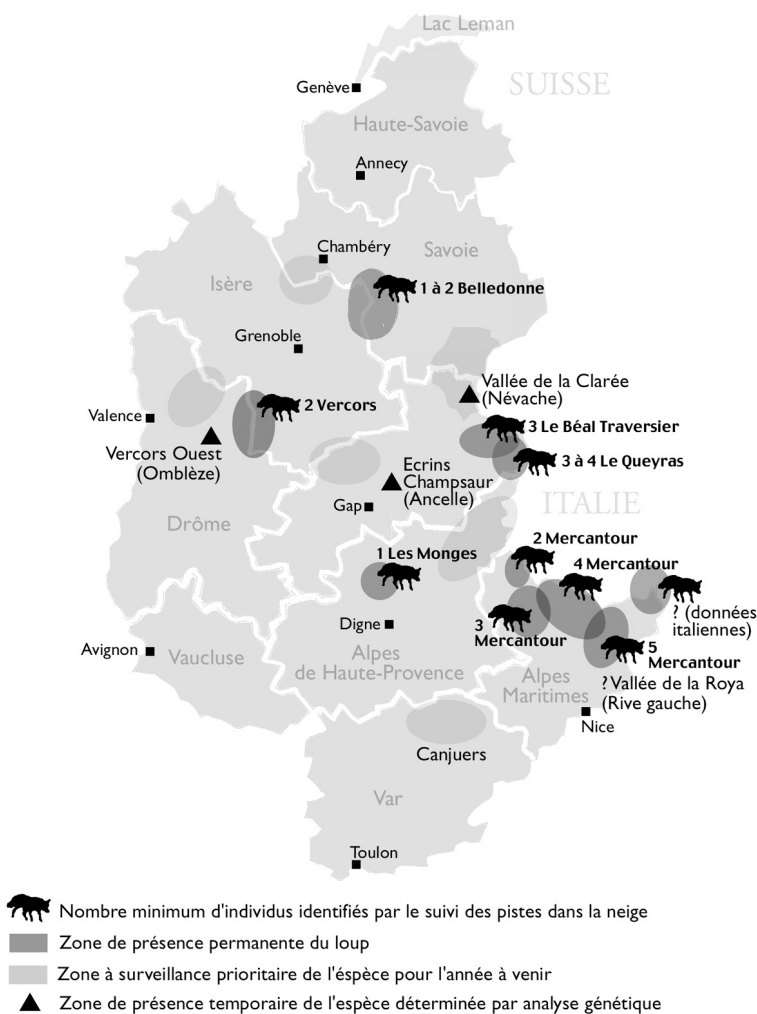 Lac Leman
Genève
SUISSE
Haute-Savoie
Annecy
Chambéry
Savoie
Isère
1 à 2 Belledonne
Grenoble
Vallée de la Clarée
(Névache)
Valence
2 Vercors
3 Le Béal Traversier
Vercors Ouest
(Omblèze)
3 à 4 Le Queyras
Ecrins
Champsaur
(Ancelle)
Gap
ITALIE
Drôme
2 Mercantour
1 Les Monges
4 Mercantour
? (données
italiennes)
Digne
3
Mercantour
Avignon
Vaucluse
Alpes
de Haute-Provence
5
Mercantour
Alpes
Maritimes
? Vallée de la Roya
(Rive gauche)
Nice
Canjuers
Var
Toulon
Nombre minimum d'individus identifiés par le suivi des pistes dans la neige
Zone de présence permanente du loup
Zone à surveillance prioritaire de l'éspèce pour l'année à venir
Zone de présence temporaire de l'espèce déterminée par analyse génétique